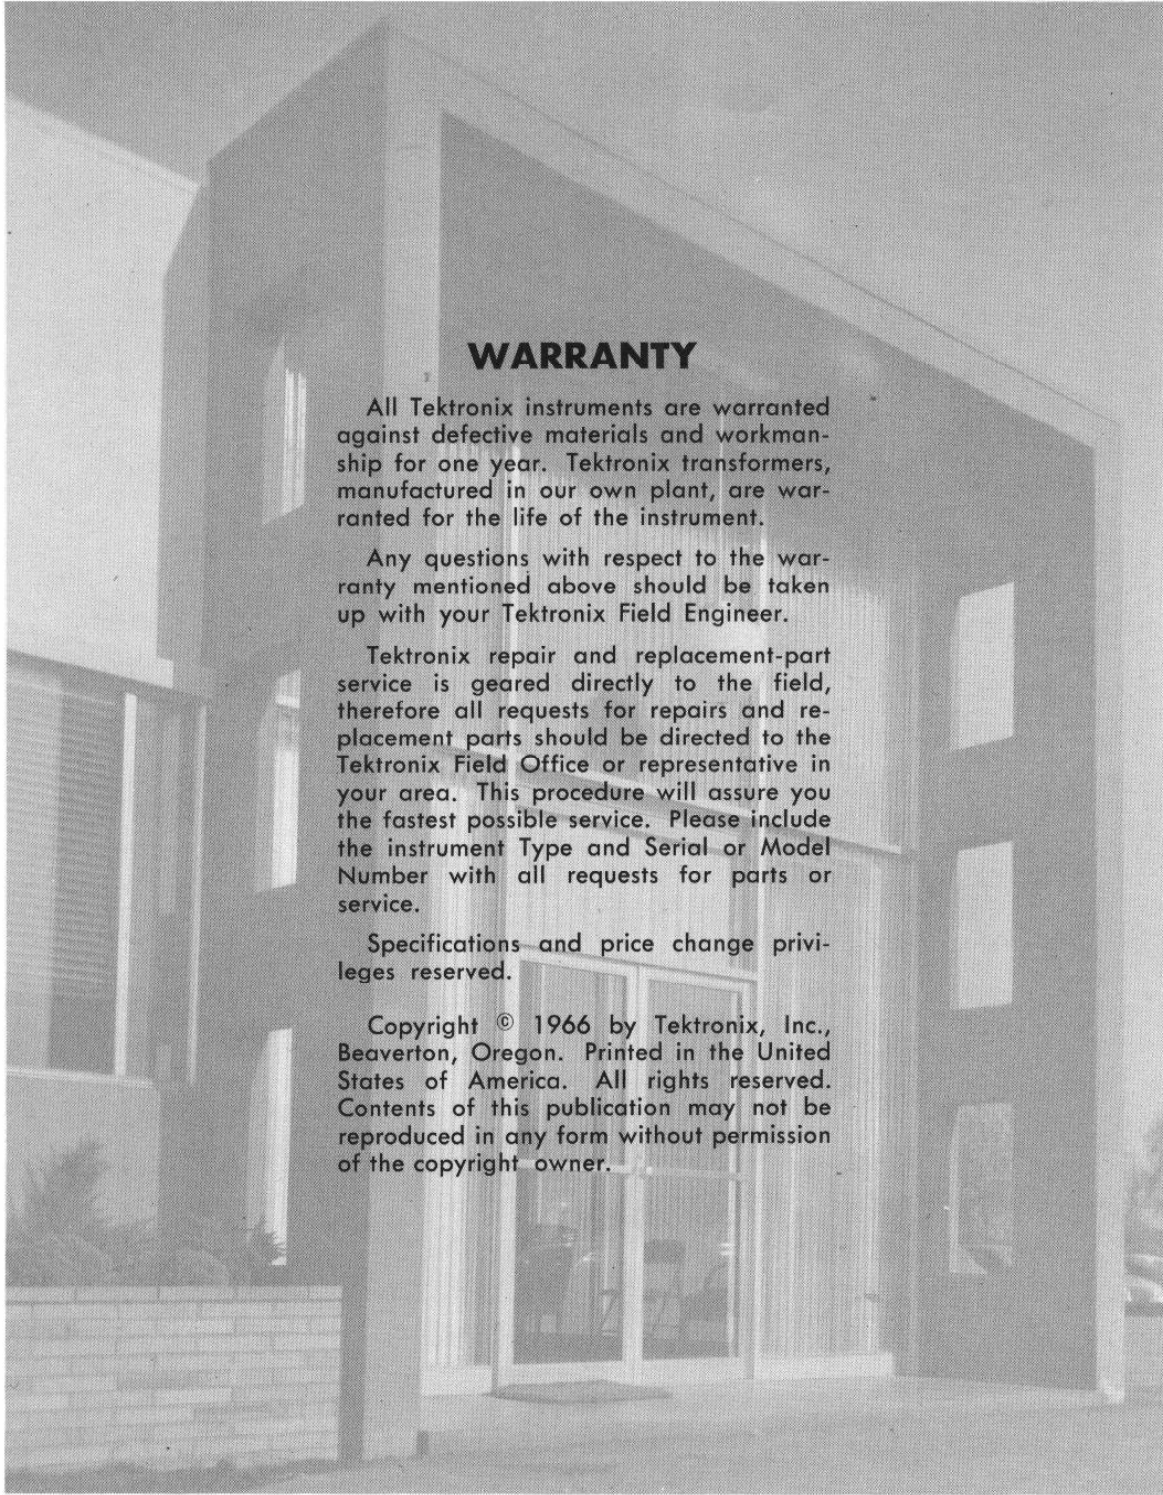 WARRANTY
All Tektronix instruments are warranted
against defective materials and workman-
ship for one year. Tektronix transformers,
manufactured in our own plant, are war-
ranted for the life of the instrument.
Any questions with respect to the war-
ranty mentioned above should be taken
up with your Tektronix Field Engineer.
Tektronix repair and replacement-part
service is geared directly to the field,
therefore all requests for repairs and re-
placement parts should be directed to the
Tektronix Field Office or representative in
your area. This procedure will assure you
the fastest possible service. Please include
the instrument Type and Serial or Model
Number with all requests for parts or
service.
Specifications and price change privi-
leges reserved.
Copyright © 1966 by Tektronix, Inc.,
Beaverton, Oregon. Printed in the United
States of America. All rights reserved.
Contents of this publication may not be
reproduced in any form without permission
of the copyright owner.